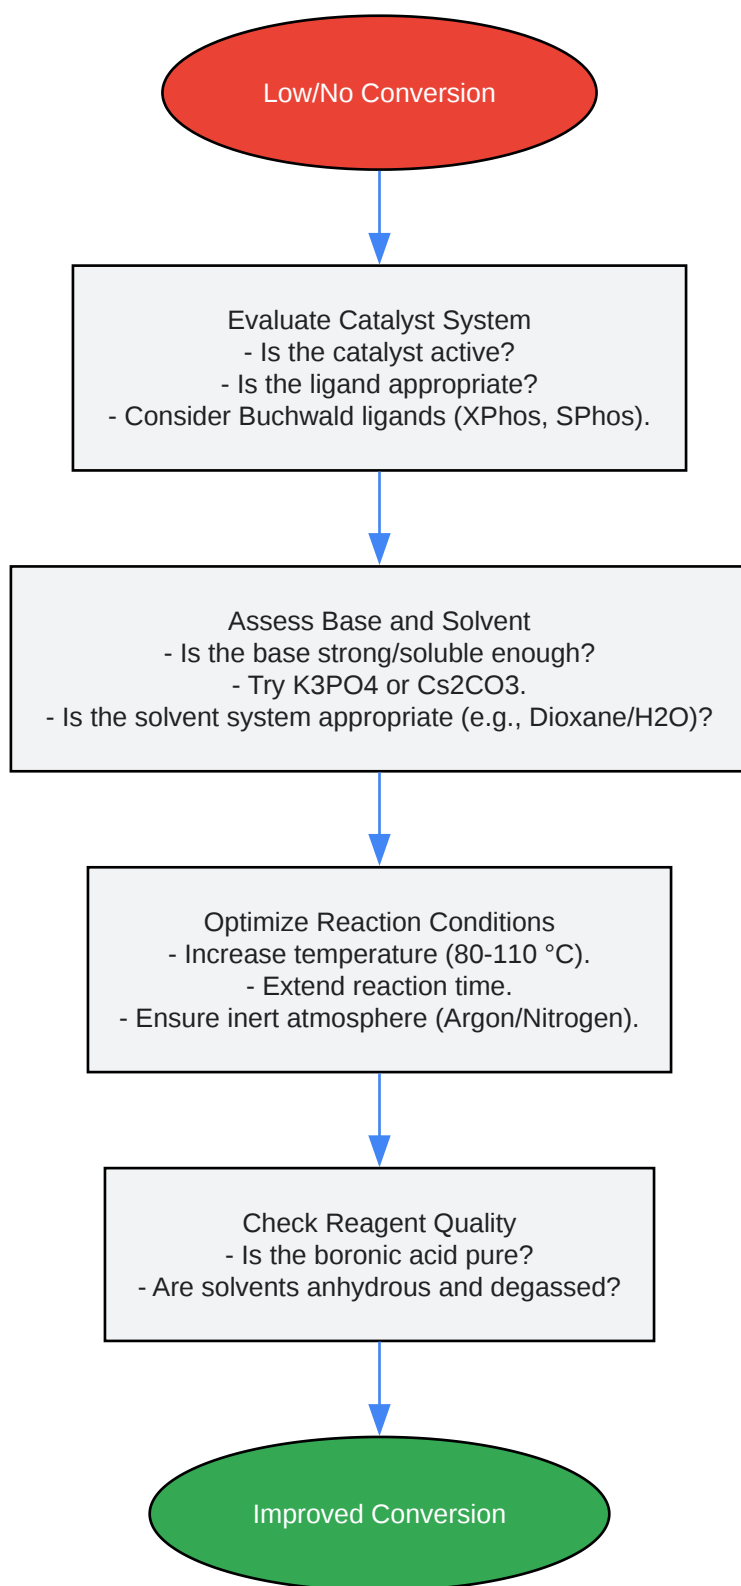 Low/No Conversion
Evaluate Catalyst System
- Is the catalyst active?
- Is the ligand appropriate?
- Consider Buchwald ligands (XPhos, SPhos).
Assess Base and Solvent
- Is the base strong/soluble enough?
- Try K3PO4 or Cs2CO3.
- Is the solvent system appropriate (e.g., Dioxane/H2O)?
Optimize Reaction Conditions
- Increase temperature (80-110 °C).
- Extend reaction time.
- Ensure inert atmosphere (Argon/Nitrogen).
Check Reagent Quality
- Is the boronic acid pure?
- Are solvents anhydrous and degassed?
Improved Conversion